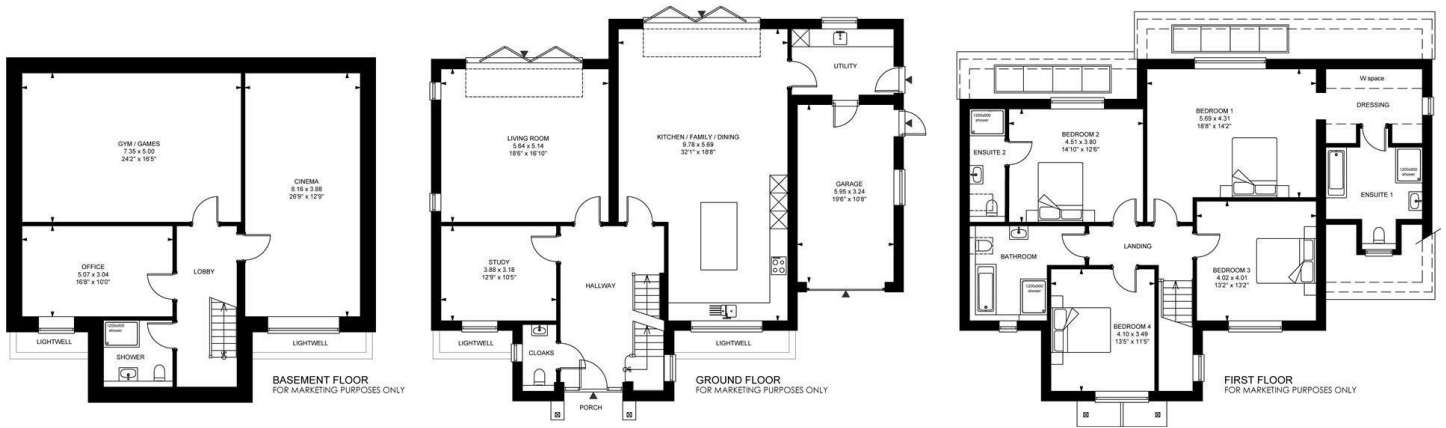 GYM / GAMES
7.35 x 5.00
24'2" x 16'5"
CINEMA
8.16 x 3.88
26'9" x 12'9"
OFFICE
5.07 x 3.04
16'8" x 10'0"
LOBBY
1200x900
shower
SHOWER
LIGHTWELL
LIGHTWELL
BASEMENT FLOOR
FOR MARKETING PURPOSES ONLY
LIVING ROOM
5.64 x 5.14
18'6" x 16'10"
KITCHEN / FAMILY / DINING
9.78 x 5.69
32'1" x 18'8"
UTILITY
GARAGE
5.95 x 3.24
19'6" x 10'8"
STUDY
3.88 x 3.18
12'9" x 10'5"
HALLWAY
LIGHTWELL
CLOAKS
LIGHTWELL
PORCH
GROUND FLOOR
FOR MARKETING PURPOSES ONLY
W space
DRESSING
BEDROOM 1
5.69 x 4.31
18'8" x 14'2"
1200x900
shower
ENSUITE 2
BEDROOM 2
4.51 x 3.80
14'10" x 12'6"
1200x900
shower
ENSUITE 1
BATHROOM
1200x900
shower
LANDING
BEDROOM 3
4.02 x 4.01
13'2" x 13'2"
BEDROOM 4
4.10 x 3.49
13'5" x 11'5"
FIRST FLOOR
FOR MARKETING PURPOSES ONLY